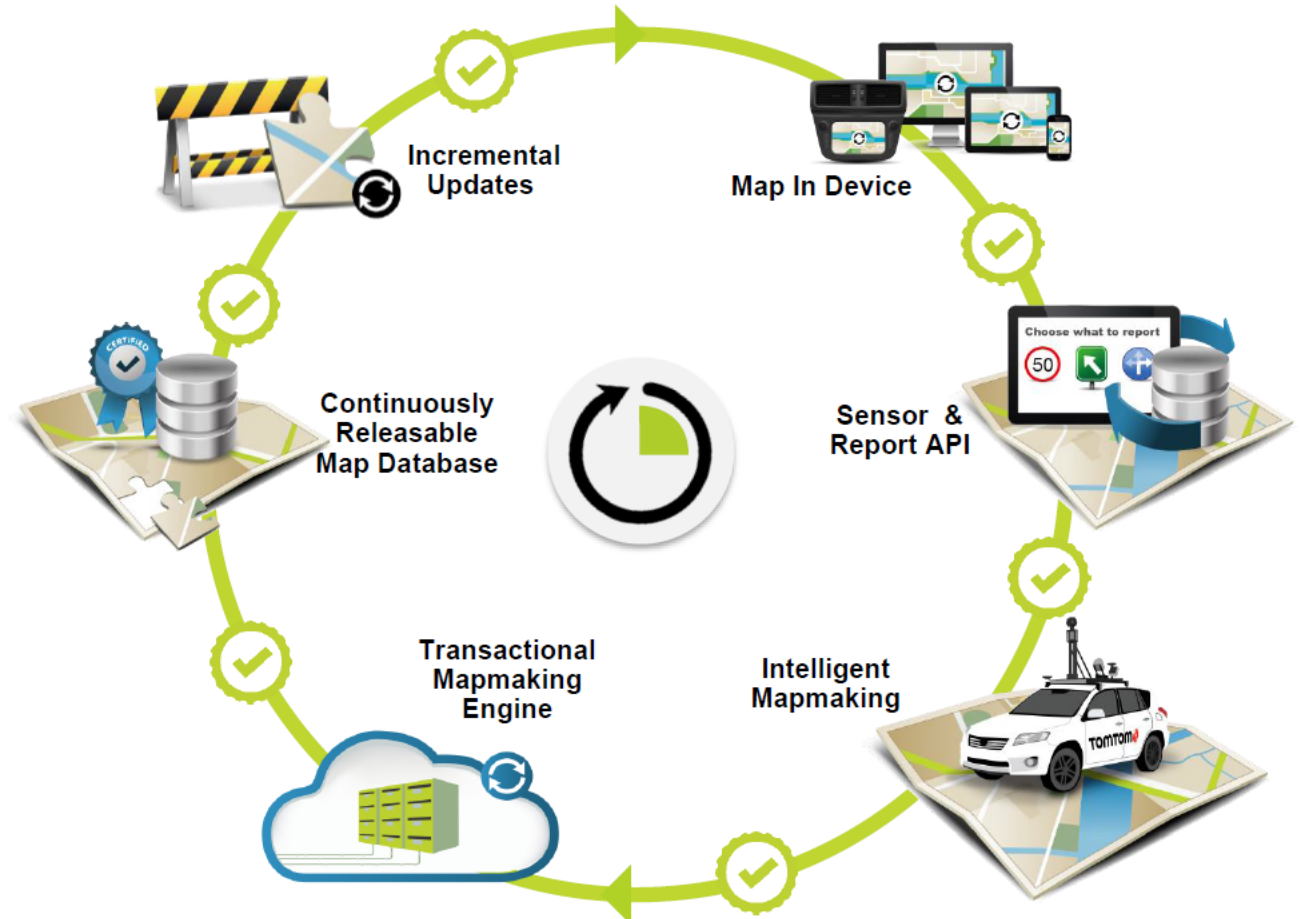 Incremental
Updates
Map In Device
CERTIFIED
Continuously
Releasable
Map Database
Choose what to report
50
Sensor &
Report API
Transactional
Mapmaking
Engine
Intelligent
Mapmaking
TOMTOM